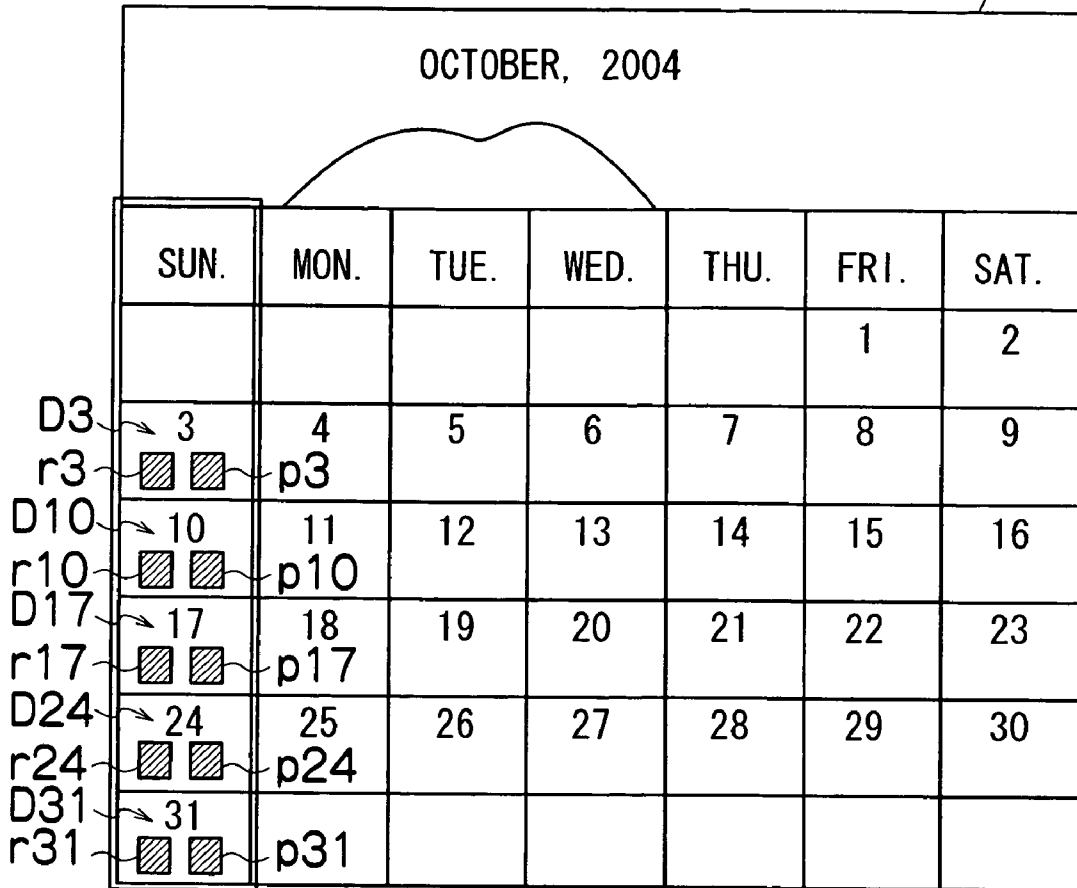 OCTOBER, 2004
SUN. MON. TUE. WED. THU. FRI. SAT.
1 2
D3 3 4 5 6 7 8 9
r3 p3
D10 10 11 12 13 14 15 16
r10 p10
D17 17 18 19 20 21 22 23
r17 p17
D24 24 25 26 27 28 29 30
r24 p24
D31 31
r31 p31